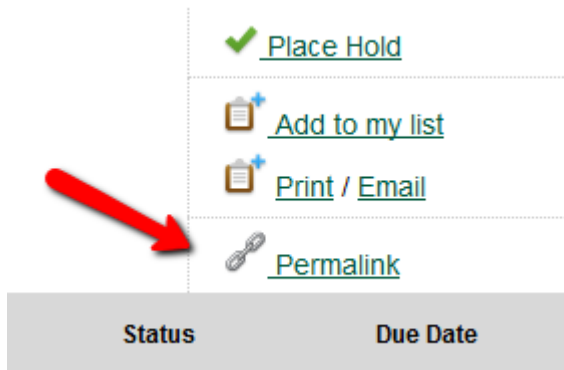 Place Hold
Add to my list
Print / Email
Permalink
Status Due Date